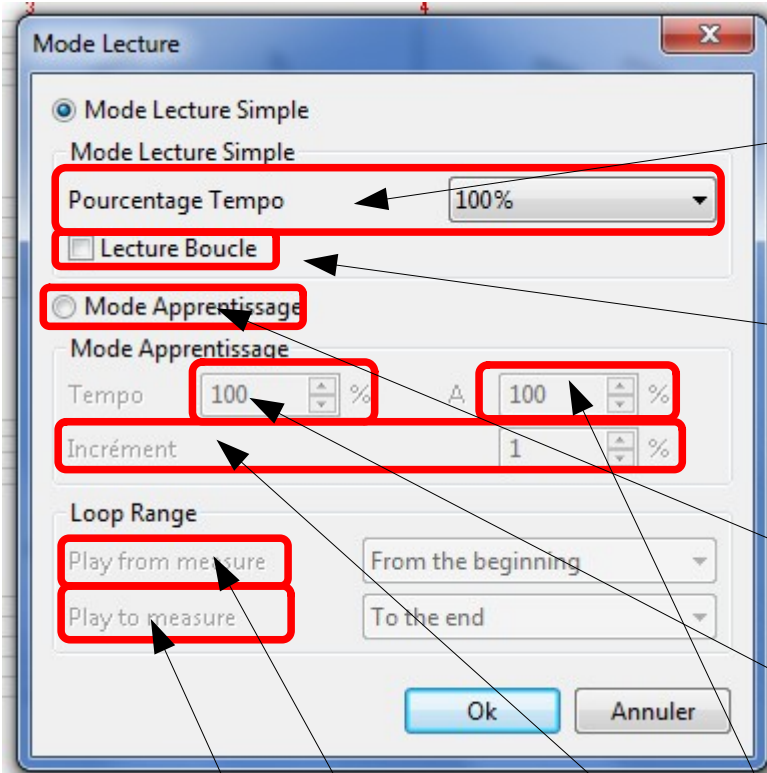 3 4
Mode Lecture
Mode Lecture Simple
Mode Lecture Simple
Pourcentage Tempo 100%
Lecture Boucle
Mode Apprentissage
Mode Apprentissage
Tempo 100 % A 100 %
Incrément 1 %
Loop Range
Play from measure From the beginning
Play to measure To the end
Ok Annuler